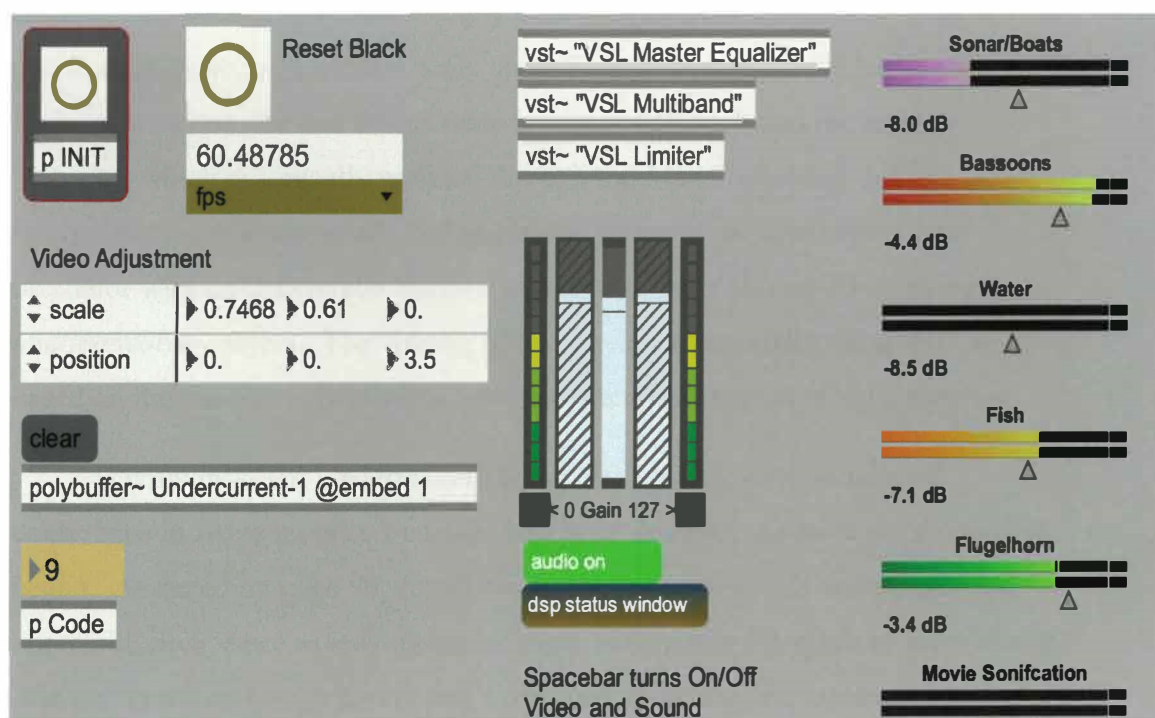 Reset Black
p INIT
60.48785
fps
Video Adjustment
scale 0.7468 0.61 0.
position 0. 0. 3.5
clear
polybuffer~ Undercurrent-1 @embed 1
9
p Code
vst~ "VSL Master Equalizer"
vst~ "VSL Multiband"
vst~ "VSL Limiter"
< 0 Gain 127 >
audio on
dsp status window
Spacebar turns On/Off
Video and Sound
Sonar/Boats
-8.0 dB
Bassoons
-4.4 dB
Water
-8.5 dB
Fish
-7.1 dB
Flugelhorn
-3.4 dB
Movie Sonifcation